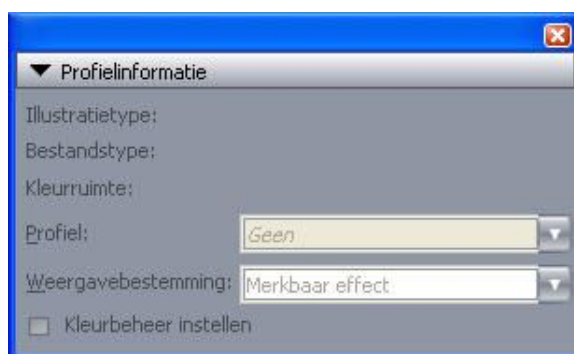 Profielinformatie
Illustratietype:
Bestandstype:
Kleurruimte:
Profiel: Geen
Weergavebestemming: Merkbaar effect
Kleurbeheer instellen